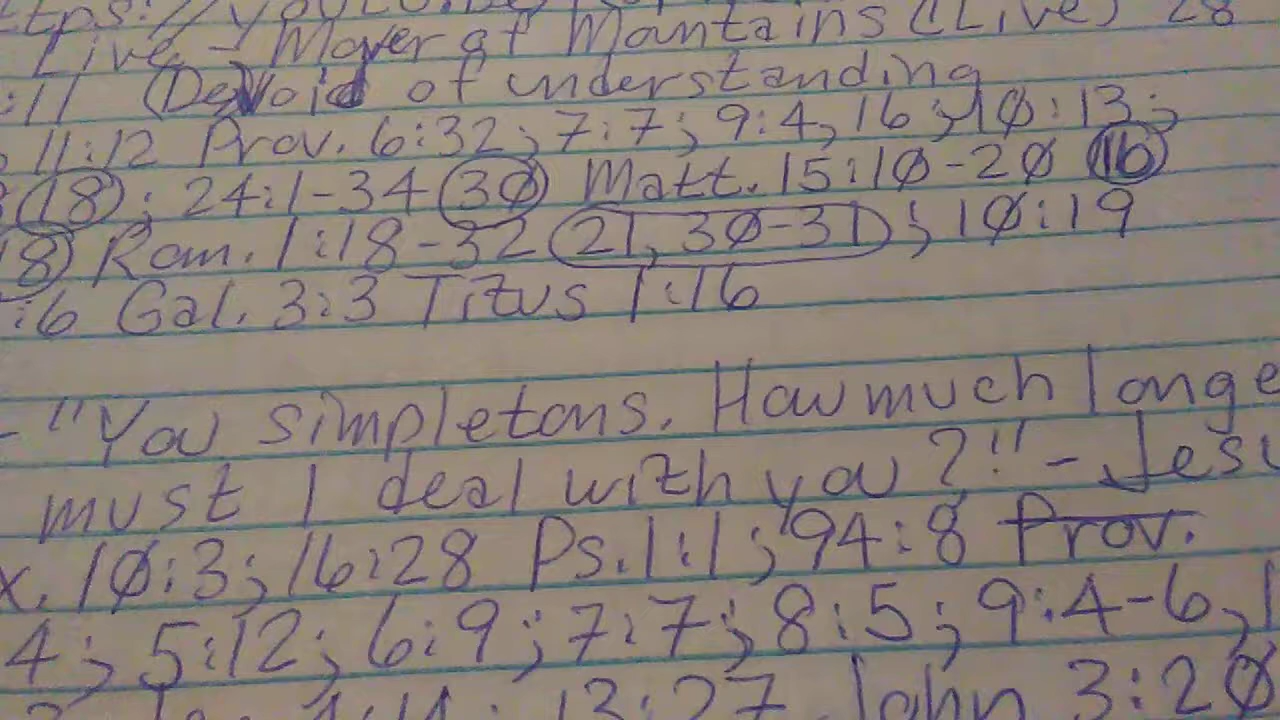 Live - Mover of Mountains (Live) 28
:11 (De)Void of understanding
11:12 Prov. 6:32; 7:7; 9:4, 16; 10:13;
(18); 24:1-34 (30) Matt. 15:10-20 (16)
18) Rom. 1:18-32 (21, 30-31); 10:19
:6 Gal. 3:3 Titus 1:16
- "You simpletons. How much longe
must I deal with you?!" - Jesu
x. 10:3; 16:28 Ps. 1:1; 94:8 Prov.
4; 5:12; 6:9; 7:7; 8:5; 9:4-6, 1
13:27 John 3:20